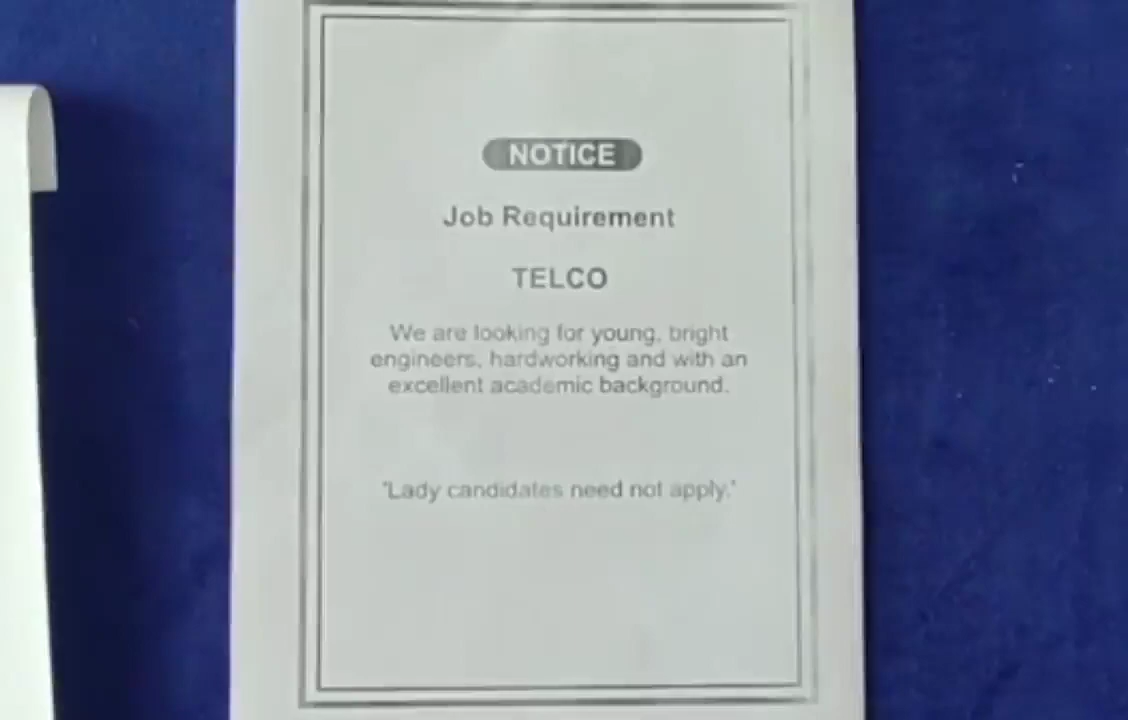 NOTICE
Job Requirement
TELCO
We are looking for young, bright
engineers, hardworking and with an
excellent academic background.
"Lady candidates need not apply."